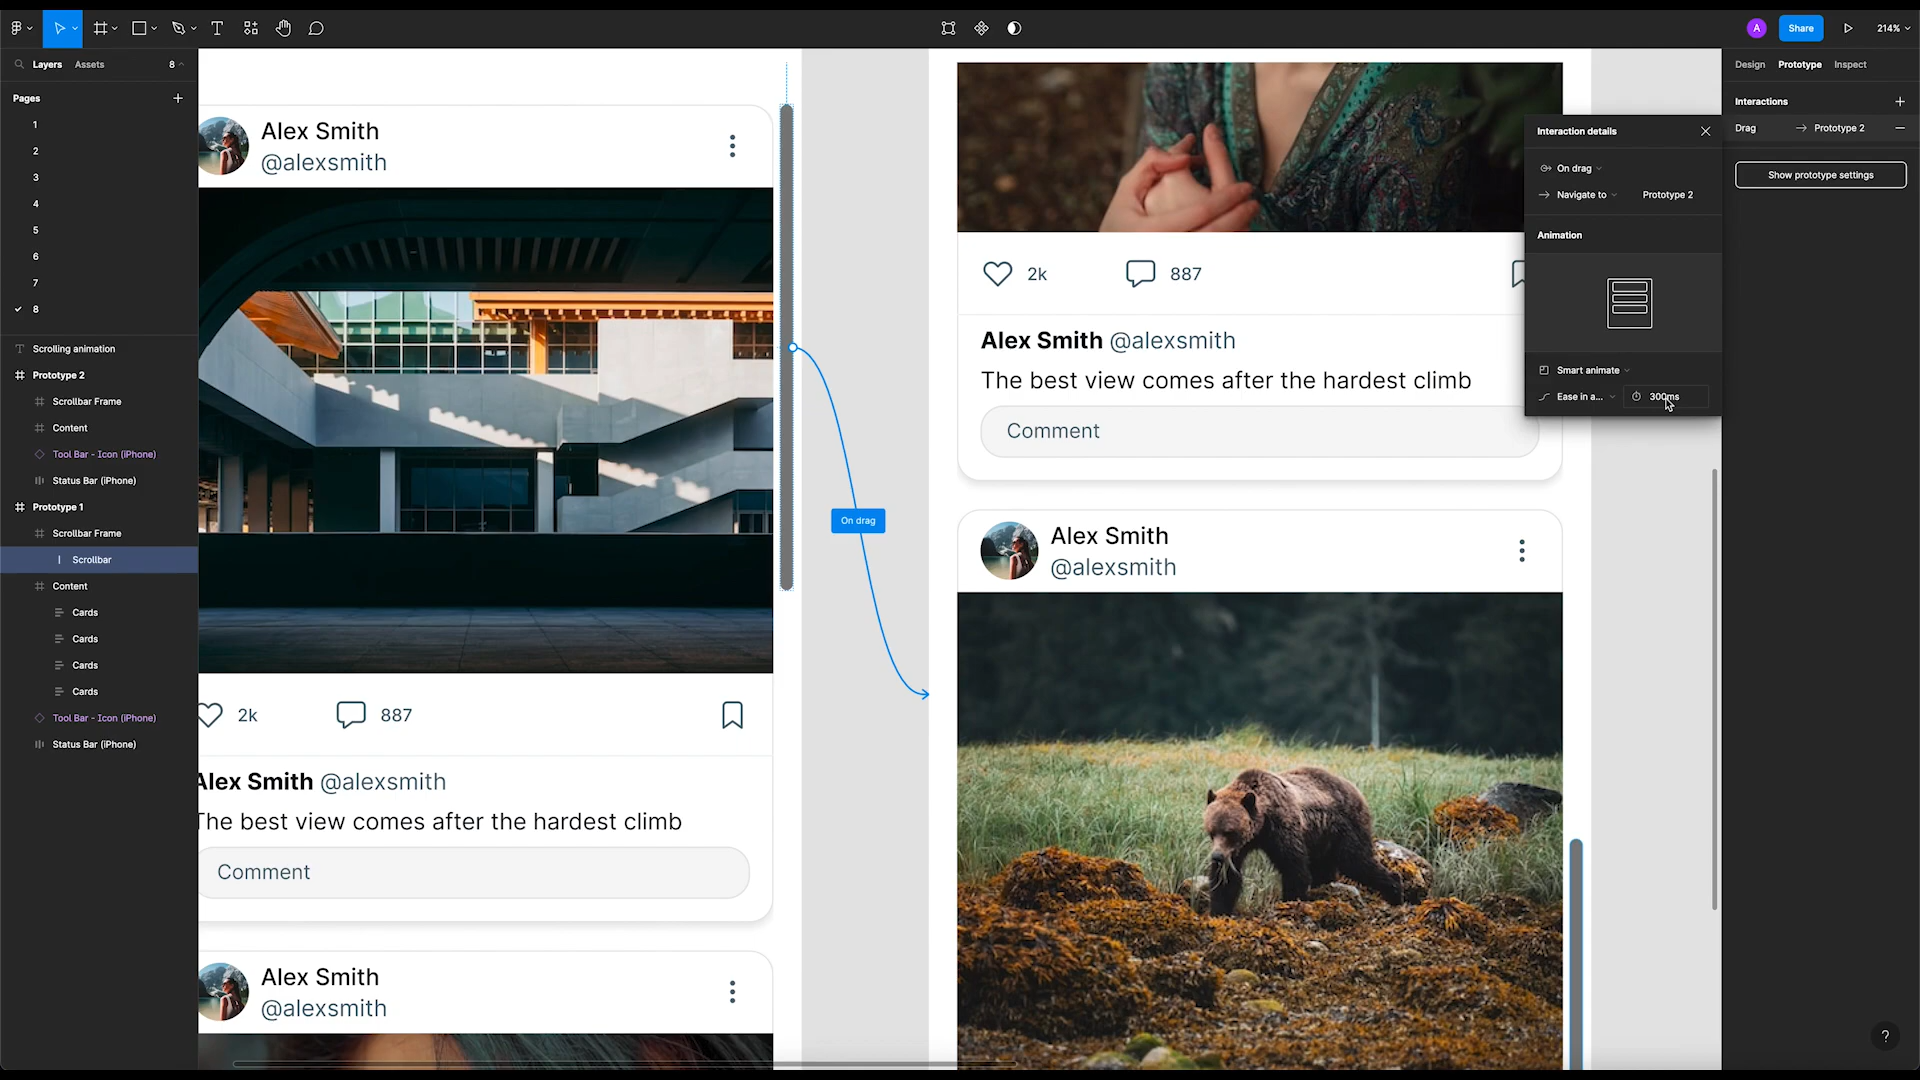 214%
Share
A
Layers
Assets
8
Pages
1
2
3
4
5
6
7
8
Scrolling animation
Prototype 2
Scrollbar Frame
Content
Tool Bar - Icon (iPhone)
Status Bar (iPhone)
Prototype 1
Scrollbar Frame
Scrollbar
Content
Cards
Cards
Cards
Cards
Tool Bar - Icon (iPhone)
Status Bar (iPhone)
Alex Smith
@alexsmith
2k
887
Alex Smith @alexsmith
The best view comes after the hardest climb
Comment
Alex Smith
@alexsmith
On drag
2k
887
Alex Smith @alexsmith
The best view comes after the hardest climb
Comment
Alex Smith
@alexsmith
Interaction details
On drag
Navigate to
Prototype 2
Animation
Smart animate
Ease in a...
300ms
Design
Prototype
Inspect
Interactions
Drag
Prototype 2
Show prototype settings
?